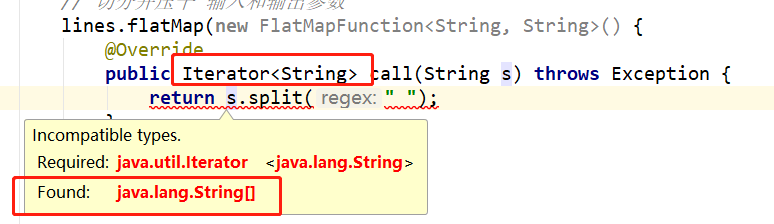 // 切分并压平 输入和输出参数
lines.flatMap(new FlatMapFunction<String, String>() {
@Override
public Iterator<String> call(String s) throws Exception {
return s.split( regex: " ");
}
Incompatible types.
Required: java.util.Iterator <java.lang.String>
Found: java.lang.String[]